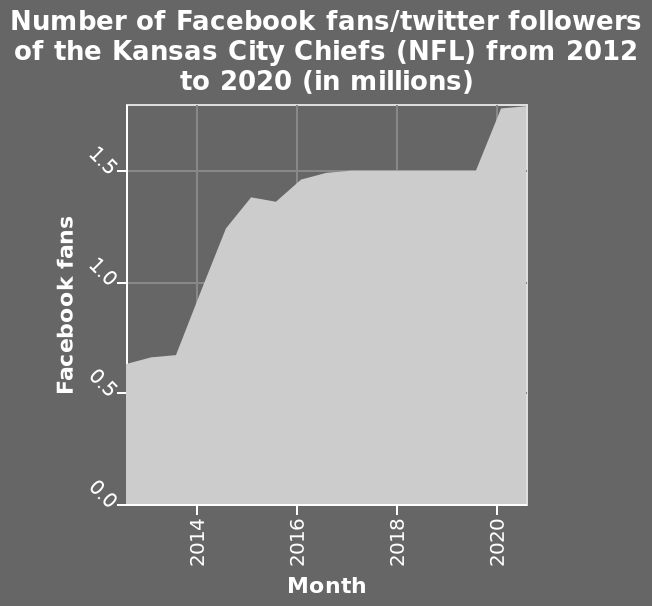 Number of Facebook fans/twitter followers
of the Kansas City Chiefs (NFL) from 2012
to 2020 (in millions)
1.5
1.0
0.5
0.0
Facebook fans
2014
2016
2018
2020
Month